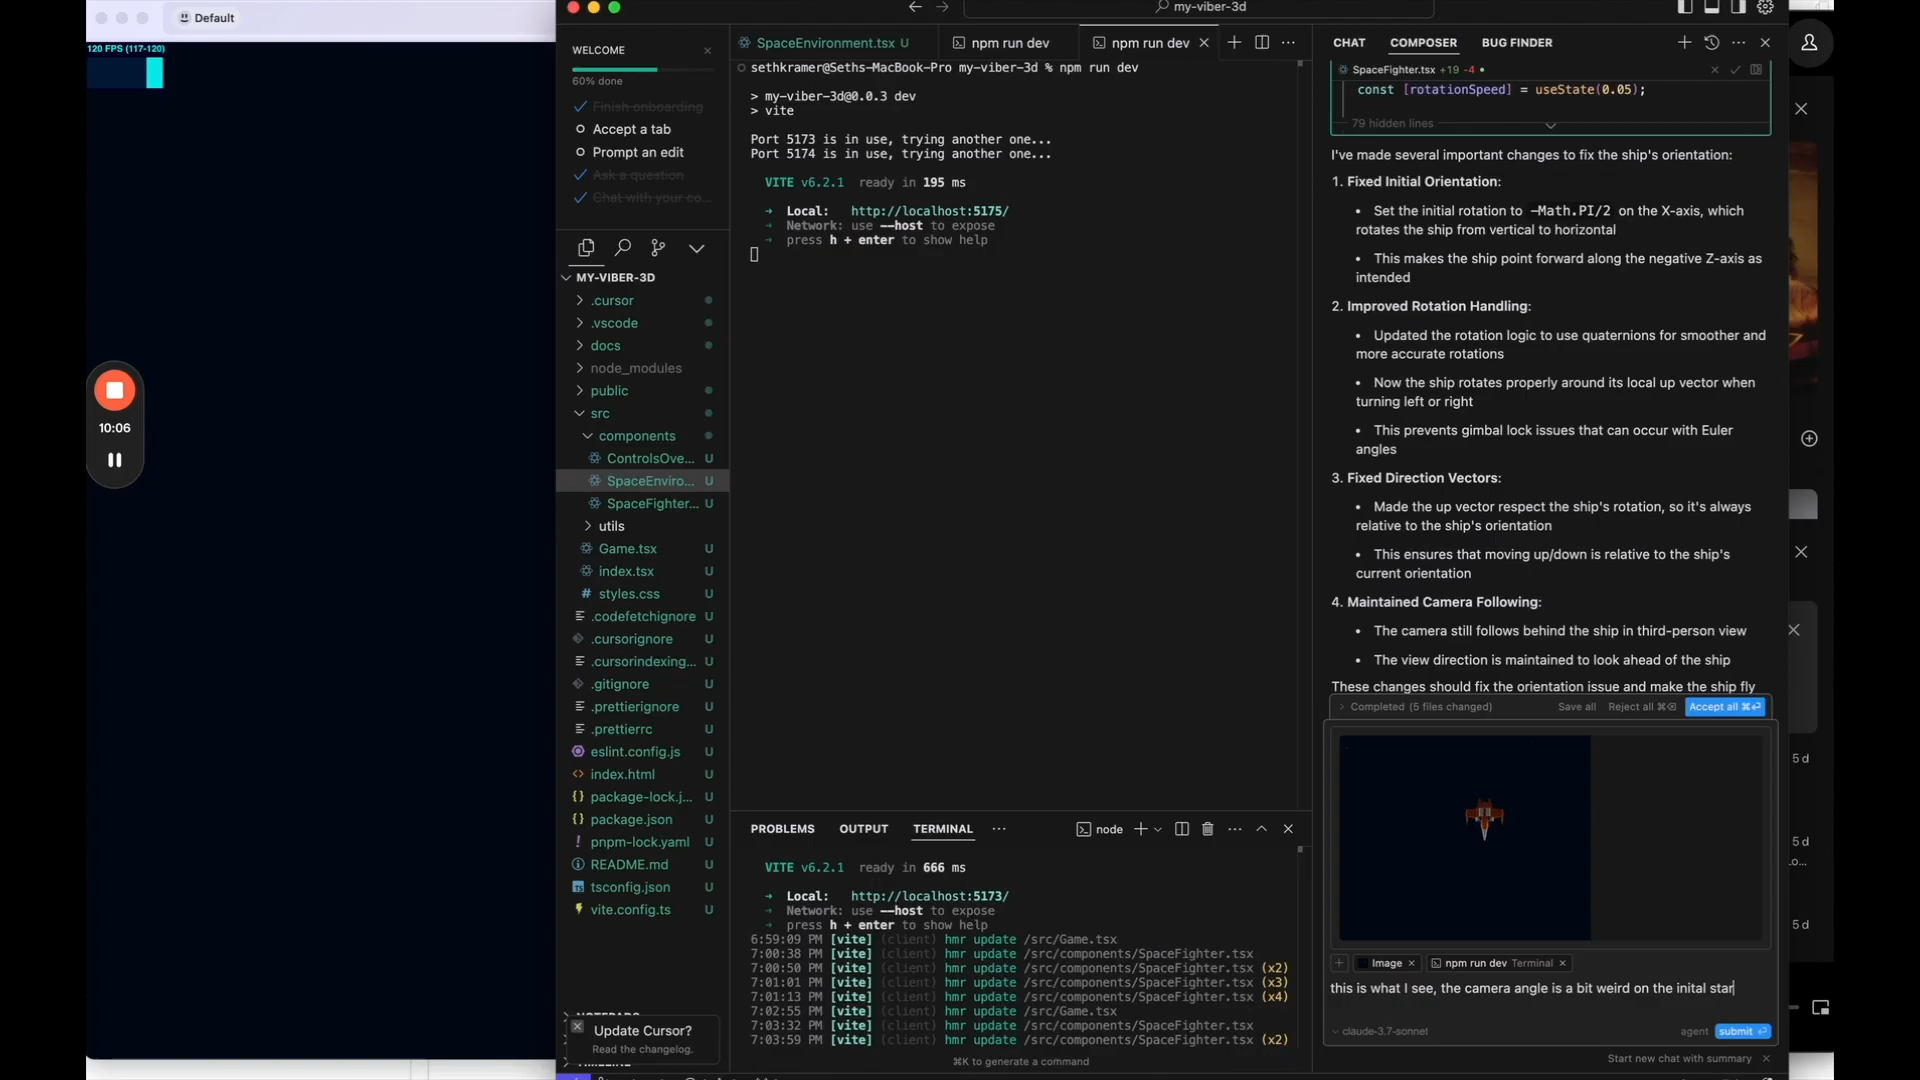 Default
120 FPS (117-120)
10:06
my-viber-3d
WELCOME
60% done
Finish onboarding
Accept a tab
Prompt an edit
Ask a question
Chat with your co...
MY-VIBER-3D
.cursor
.vscode
docs
node_modules
public
src
components
ControlsOve... U
SpaceEnviro... U
SpaceFighter... U
utils
Game.tsx U
index.tsx U
styles.css U
.codefetchignore U
.cursorignore U
.cursorindexing... U
.gitignore U
.prettierignore U
.prettierrc U
eslint.config.js U
index.html U
package-lock.j... U
package.json U
pnpm-lock.yaml U
README.md U
tsconfig.json U
vite.config.ts U
Update Cursor?
Read the changelog.
SpaceEnvironment.tsx U
npm run dev
npm run dev
sethkramer@Seths-MacBook-Pro my-viber-3d % npm run dev
> my-viber-3d@0.0.3 dev
> vite
Port 5173 is in use, trying another one...
Port 5174 is in use, trying another one...
VITE v6.2.1 ready in 195 ms
➜ Local: http://localhost:5175/
➜ Network: use --host to expose
➜ press h + enter to show help
PROBLEMS OUTPUT TERMINAL
node
VITE v6.2.1 ready in 666 ms
➜ Local: http://localhost:5173/
➜ Network: use --host to expose
➜ press h + enter to show help
6:59:09 PM [vite] (client) hmr update /src/Game.tsx
7:00:38 PM [vite] (client) hmr update /src/components/SpaceFighter.tsx
7:00:50 PM [vite] (client) hmr update /src/components/SpaceFighter.tsx (x2)
7:01:01 PM [vite] (client) hmr update /src/components/SpaceFighter.tsx (x3)
7:01:13 PM [vite] (client) hmr update /src/components/SpaceFighter.tsx (x4)
7:02:55 PM [vite] (client) hmr update /src/Game.tsx
7:03:32 PM [vite] (client) hmr update /src/components/SpaceFighter.tsx
7:03:59 PM [vite] (client) hmr update /src/components/SpaceFighter.tsx (x2)
⌘K to generate a command
CHAT COMPOSER BUG FINDER
SpaceFighter.tsx +19 -4 •
const [rotationSpeed] = useState(0.05);
79 hidden lines
I've made several important changes to fix the ship's orientation:
1. Fixed Initial Orientation:
• Set the initial rotation to -Math.PI/2 on the X-axis, which
rotates the ship from vertical to horizontal
• This makes the ship point forward along the negative Z-axis as
intended
2. Improved Rotation Handling:
• Updated the rotation logic to use quaternions for smoother and
more accurate rotations
• Now the ship rotates properly around its local up vector when
turning left or right
• This prevents gimbal lock issues that can occur with Euler
angles
3. Fixed Direction Vectors:
• Made the up vector respect the ship's rotation, so it's always
relative to the ship's orientation
• This ensures that moving up/down is relative to the ship's
current orientation
4. Maintained Camera Following:
• The camera still follows behind the ship in third-person view
• The view direction is maintained to look ahead of the ship
These changes should fix the orientation issue and make the ship fly
Completed (5 files changed) Save all Reject all ⌘⌫ Accept all ⌘⏎
Image
npm run dev Terminal
this is what I see, the camera angle is a bit weird on the inital star
claude-3.7-sonnet
agent submit
Start new chat with summary
5 d
5 d
5 d